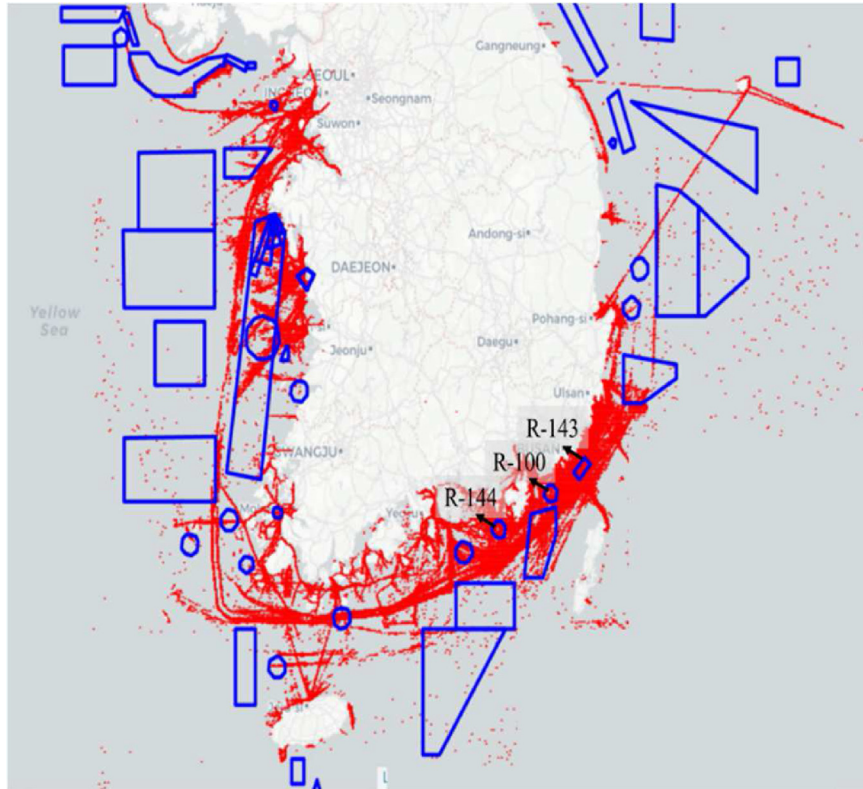 Gangneung
SEOUL
INCHEON
Seongnam
Suwon
Andong-si
DAEJEON
Yellow
Sea
Pohang-si
Jeonju
Daegu
Ulsan
R-143
BUSAN
GWANGJU
R-100
R-144
L